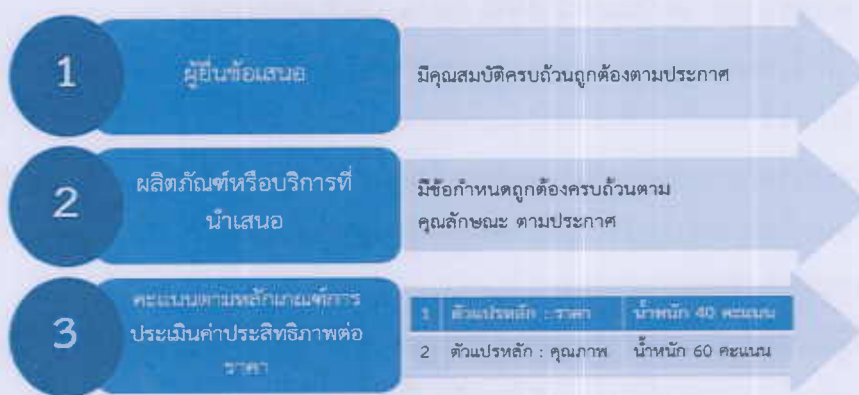 1
ผู้ยื่นข้อเสนอ
มีคุณสมบัติครบถ้วนถูกต้องตามประกาศ
2
ผลิตภัณฑ์หรือบริการที่
นำเสนอ
มีข้อกำหนดถูกต้องครบถ้วนตาม
คุณลักษณะ ตามประกาศ
3
คะแนนตามหลักเกณฑ์การ
ประเมินค่าประสิทธิภาพต่อ
ราคา
1 ตัวแปรหลัก : ราคา น้ำหนัก 40 คะแนน
2 ตัวแปรหลัก : คุณภาพ น้ำหนัก 60 คะแนน